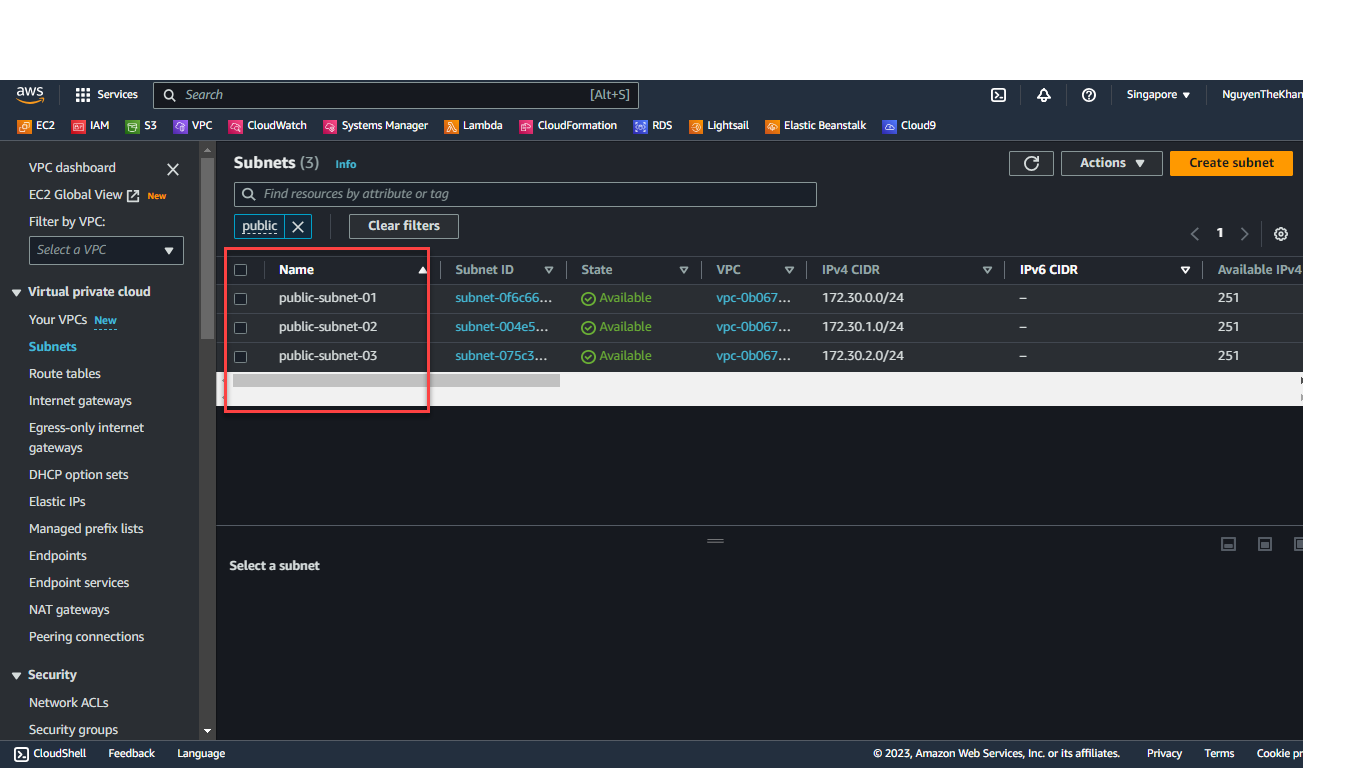 aws
Services
Search
[Alt+S]
Singapore
NguyenTheKhan
EC2
IAM
S3
VPC
CloudWatch
Systems Manager
Lambda
CloudFormation
RDS
Lightsail
Elastic Beanstalk
Cloud9
VPC dashboard
EC2 Global View New
Filter by VPC:
Select a VPC
Virtual private cloud
Your VPCs New
Subnets
Route tables
Internet gateways
Egress-only internet
gateways
DHCP option sets
Elastic IPs
Managed prefix lists
Endpoints
Endpoint services
NAT gateways
Peering connections
Security
Network ACLs
Security groups
Subnets (3) Info
Actions
Create subnet
Find resources by attribute or tag
public
Clear filters
1
Name Subnet ID State VPC IPv4 CIDR IPv6 CIDR Available IPv4
public-subnet-01 subnet-0f6c66... Available vpc-0b067... 172.30.0.0/24 – 251
public-subnet-02 subnet-004e5... Available vpc-0b067... 172.30.1.0/24 – 251
public-subnet-03 subnet-075c3... Available vpc-0b067... 172.30.2.0/24 – 251
Select a subnet
CloudShell Feedback Language © 2023, Amazon Web Services, Inc. or its affiliates. Privacy Terms Cookie pr